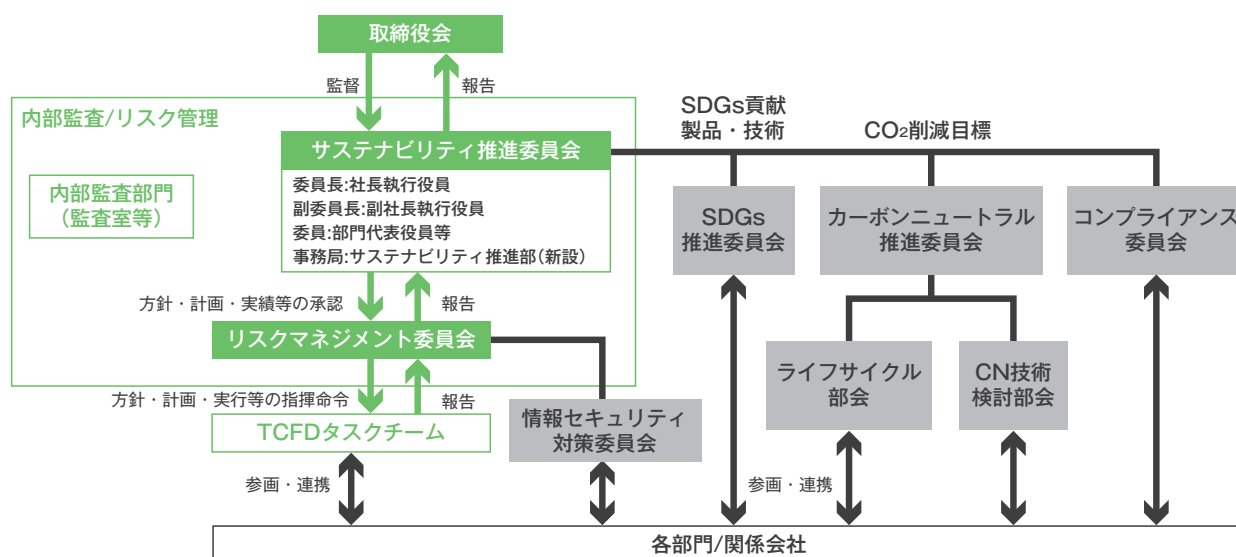 取締役会
監督
報告
内部監査/リスク管理
SDGs貢献
製品・技術
CO₂削減目標
サステナビリティ推進委員会
委員長:社長執行役員
副委員長:副社長執行役員
委員:部門代表役員等
事務局:サステナビリティ推進部(新設)
内部監査部門
(監査室等)
SDGs
推進委員会
カーボンニュートラル
推進委員会
コンプライアンス
委員会
方針・計画・実績等の承認
報告
リスクマネジメント委員会
ライフサイクル
部会
CN技術
検討部会
方針・計画・実行等の指揮命令
報告
TCFDタスクチーム
情報セキュリティ
対策委員会
参画・連携
参画・連携
各部門/関係会社